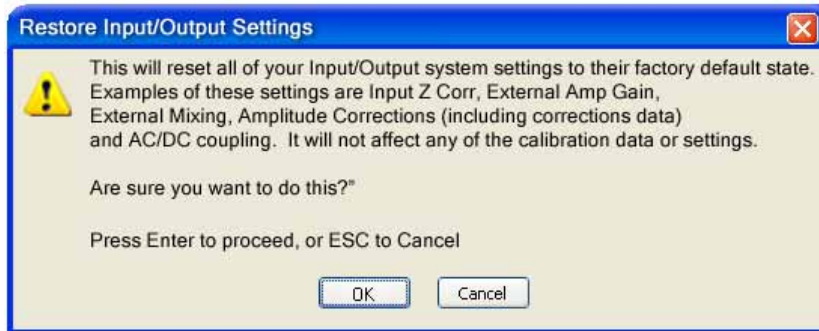 Restore Input/Output Settings
This will reset all of your Input/Output system settings to their factory default state.
Examples of these settings are Input Z Corr, External Amp Gain,
External Mixing, Amplitude Corrections (including corrections data)
and AC/DC coupling.  It will not affect any of the calibration data or settings.
Are sure you want to do this?"
Press Enter to proceed, or ESC to Cancel
OK
Cancel